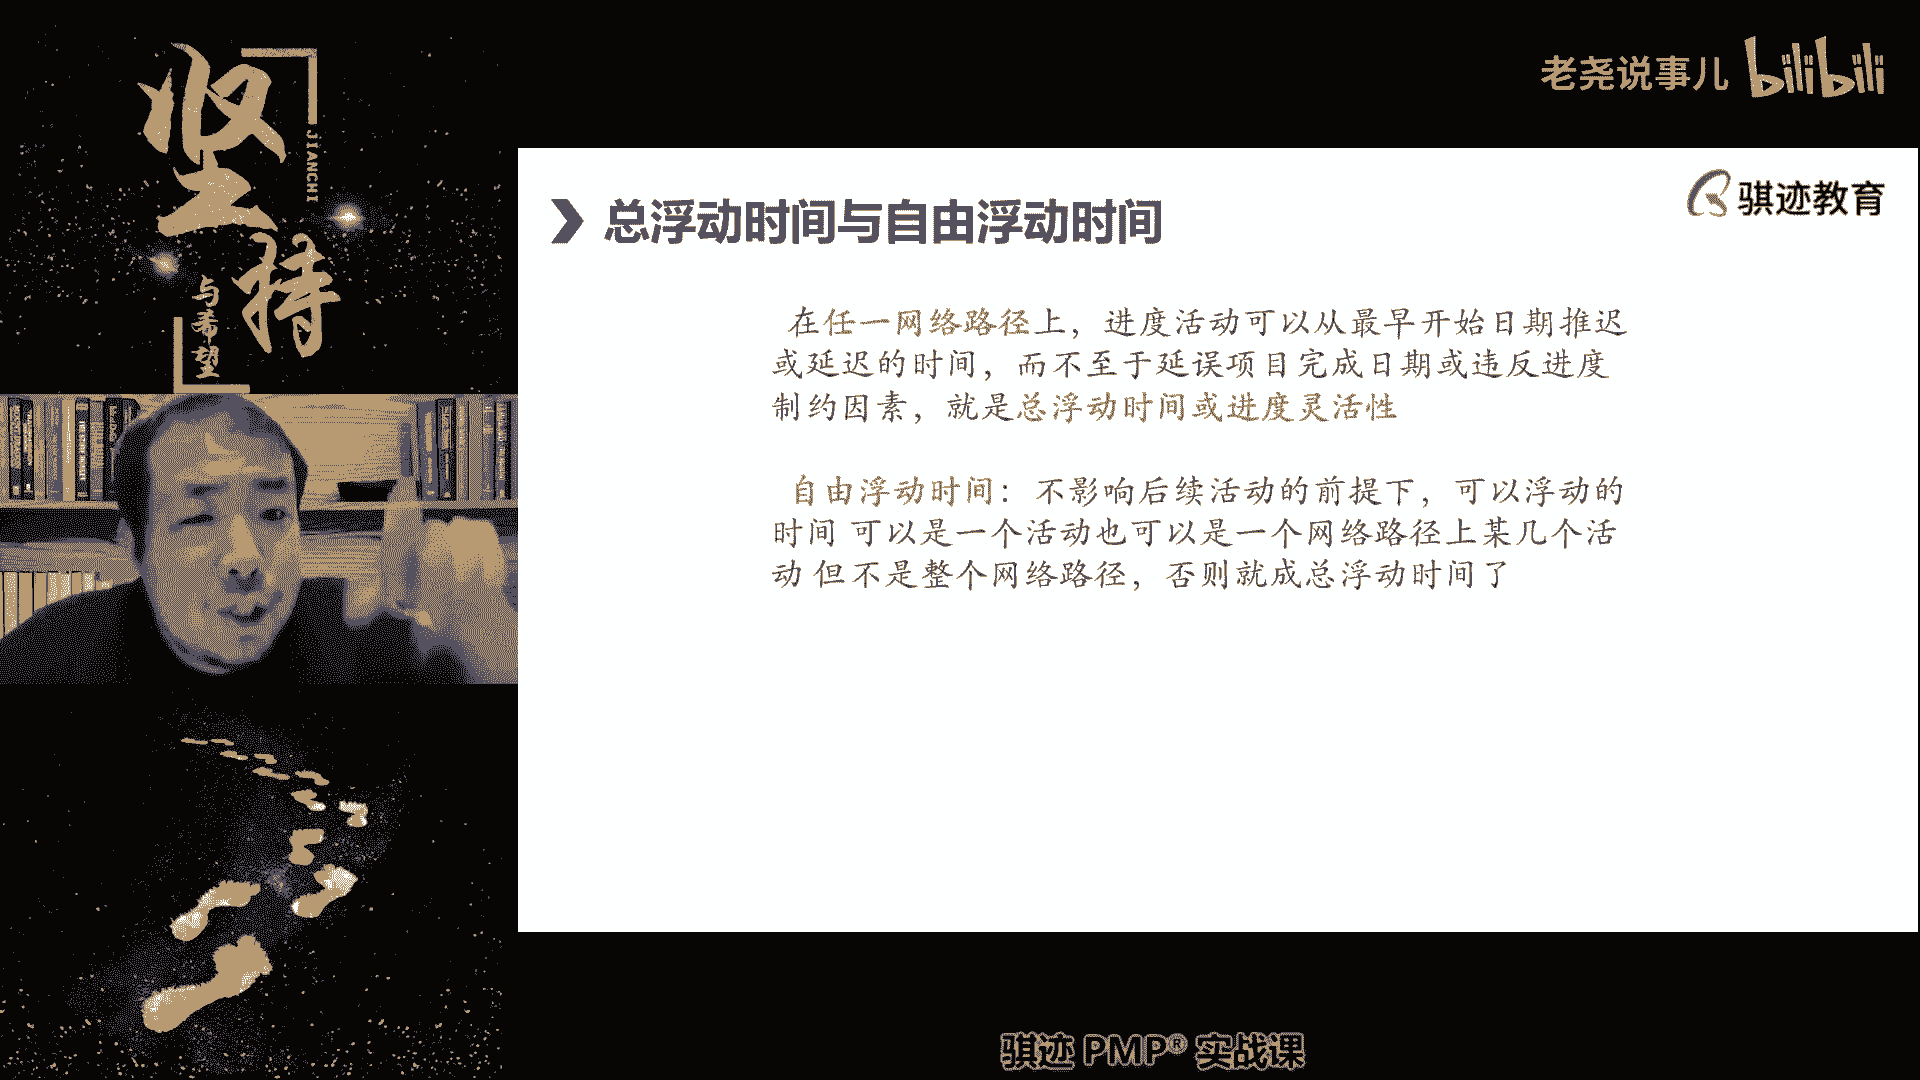 坚持
JIANCHI
与希望
老尧说事儿 bilibili
骐迹教育
总浮动时间与自由浮动时间
在任一网络路径上，进度活动可以从最早开始日期推迟
或延迟的时间，而不至于延误项目完成日期或违反进度
制约因素，就是总浮动时间或进度灵活性
自由浮动时间： 不影响后续活动的前提下，可以浮动的
时间 可以是一个活动也可以是一个网络路径上某几个活
动 但不是整个网络路径，否则就成总浮动时间了
骐迹 PMP® 实战课